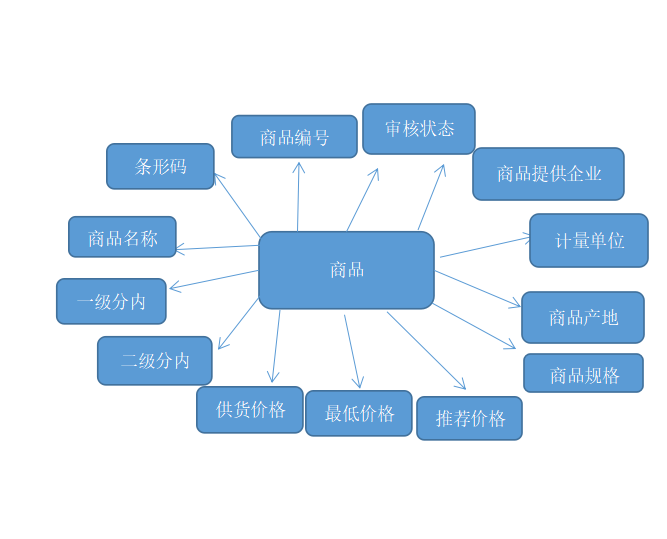 审核状态
商品编号
条形码
商品提供企业
商品名称
计量单位
商品
一级分内
商品产地
二级分内
商品规格
供货价格
最低价格
推荐价格